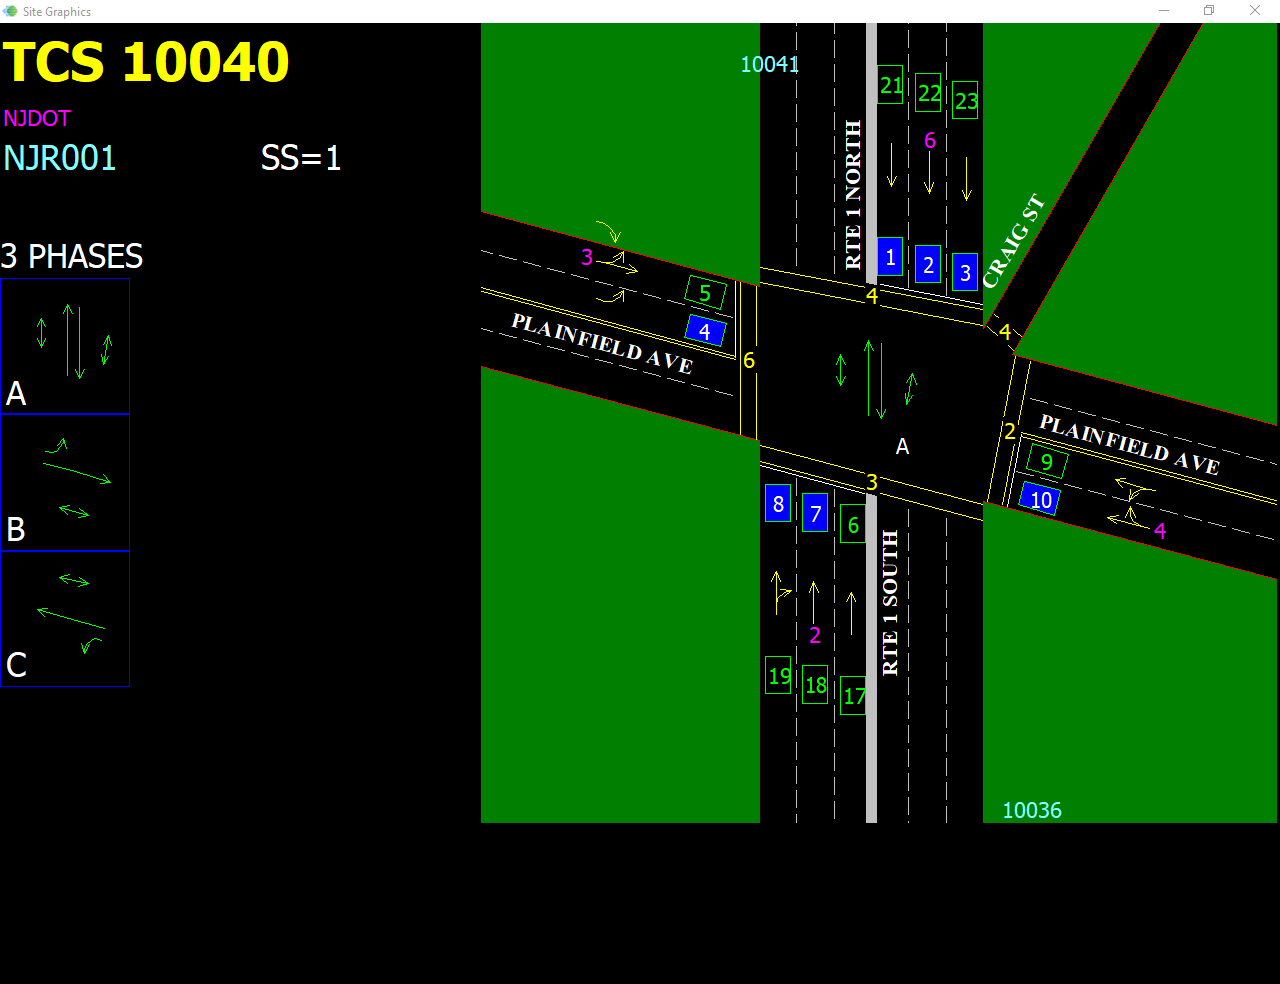 Site Graphics
TCS 10040
NJDOT
NJR001 SS=1
3 PHASES
A
B
C
10041
21 22 23
6
RTE 1 NORTH
CRAIG ST
1 2 3
3
5
4
PLAINFIELD AVE
4
4
6
A
2
PLAINFIELD AVE
9
10
4
3
8 7 6
RTE 1 SOUTH
2
19 18 17
10036